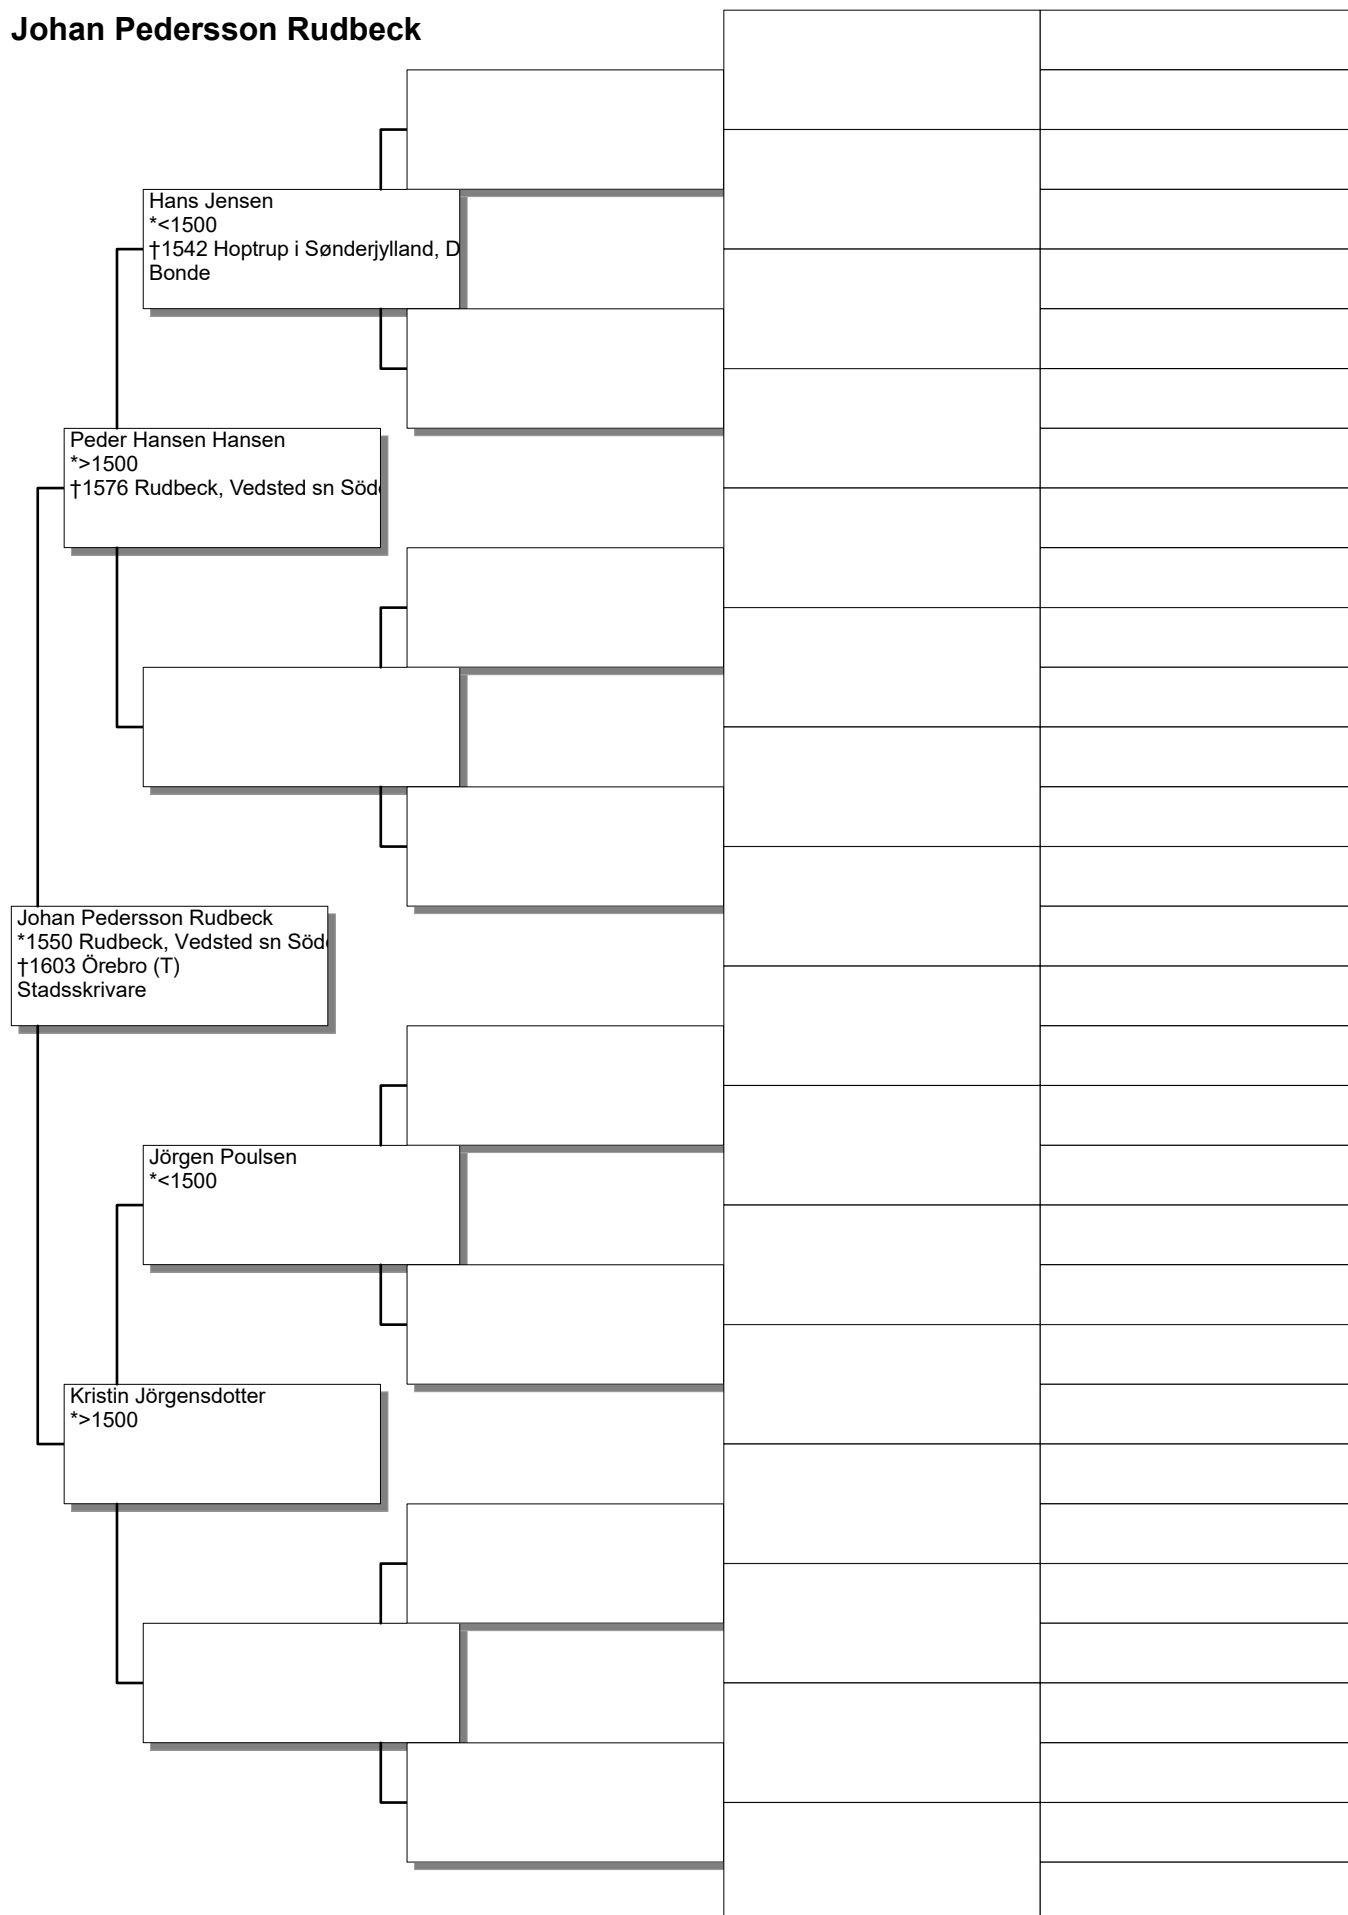 Johan Pedersson Rudbeck
Hans Jensen
*<1500
†1542 Hoptrup i Sønderjylland, D
Bonde
Peder Hansen Hansen
*>1500
†1576 Rudbeck, Vedsted sn Söd
Johan Pedersson Rudbeck
*1550 Rudbeck, Vedsted sn Söd
†1603 Örebro (T)
Stadsskrivare
Jörgen Poulsen
*<1500
Kristin Jörgensdotter
*>1500